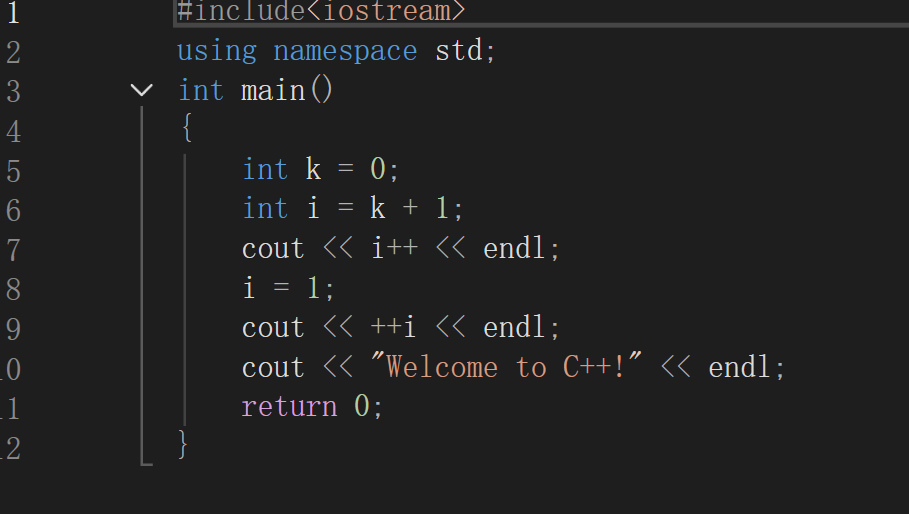 1 #include<iostream>
2 using namespace std;
3 int main()
4 {
5 int k = 0;
6 int i = k + 1;
7 cout << i++ << endl;
8 i = 1;
9 cout << ++i << endl;
10 cout << "Welcome to C++!" << endl;
11 return 0;
12 }